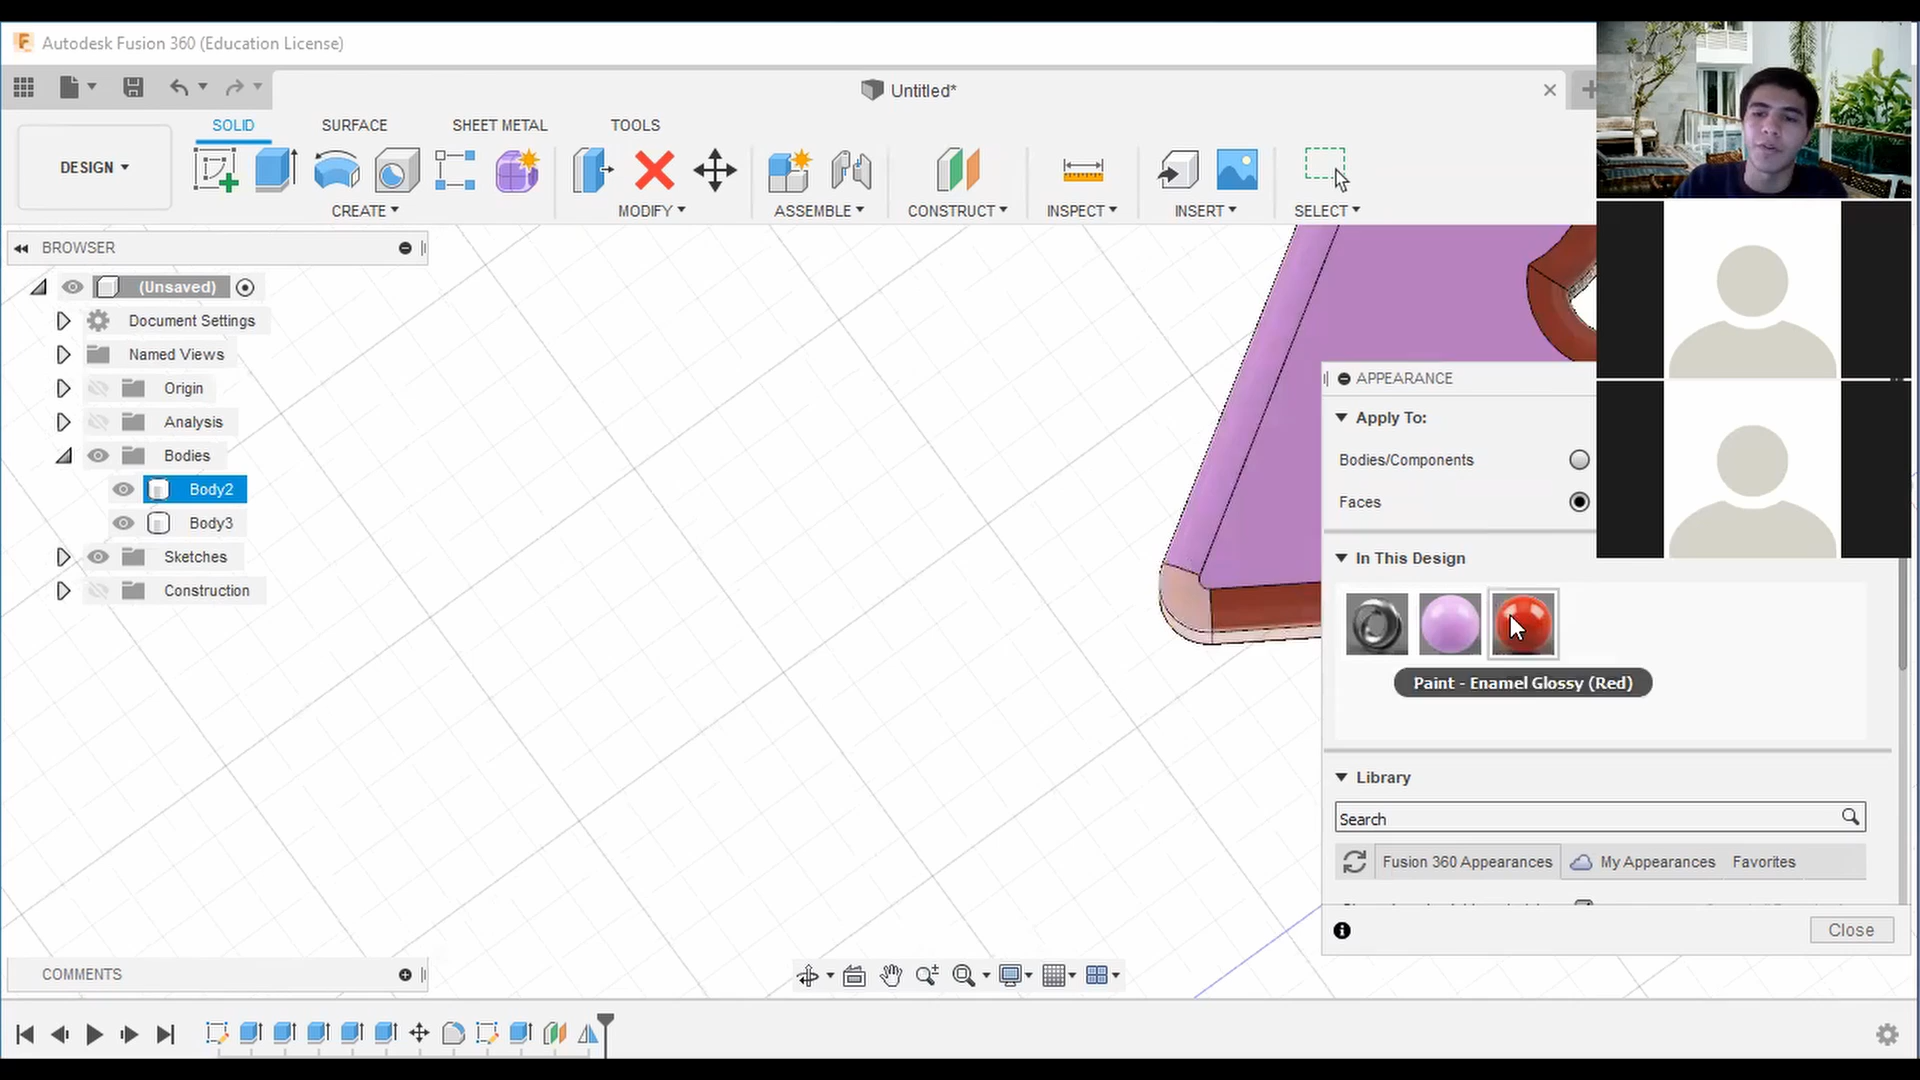 Autodesk Fusion 360 (Education License)
Untitled*
SOLID SURFACE SHEET METAL TOOLS
DESIGN
CREATE MODIFY ASSEMBLE CONSTRUCT INSPECT INSERT SELECT
BROWSER
(Unsaved)
Document Settings
Named Views
Origin
Analysis
Bodies
Body2
Body3
Sketches
Construction
APPEARANCE
Apply To:
Bodies/Components
Faces
In This Design
Paint - Enamel Glossy (Red)
Library
Search
Fusion 360 Appearances My Appearances Favorites
Close
COMMENTS